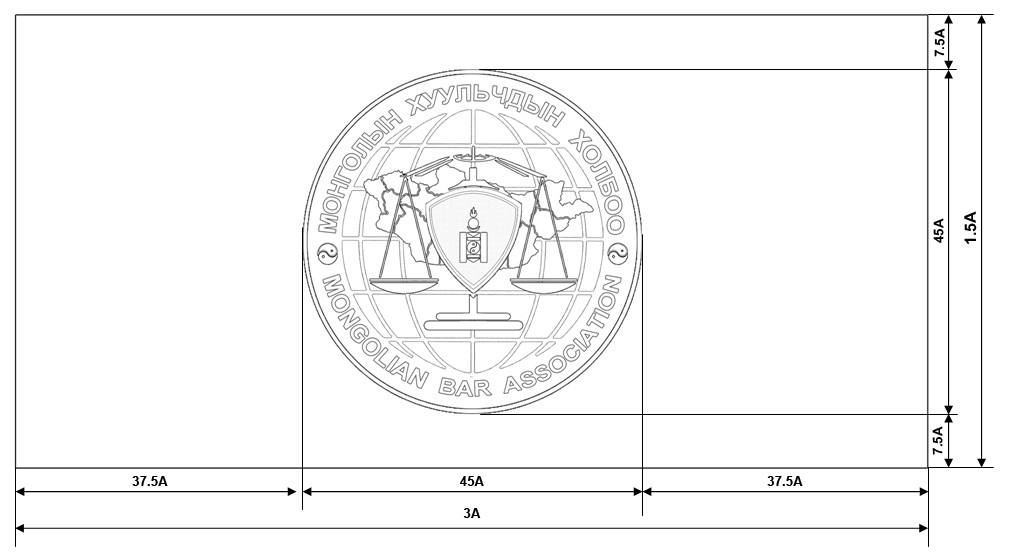 МОНГОЛЫН ХУУЛЬЧДЫН ХОЛБОО
MONGOLIAN BAR ASSOCIATION
7.5A
45A
1.5A
7.5A
37.5A
45A
37.5A
3A